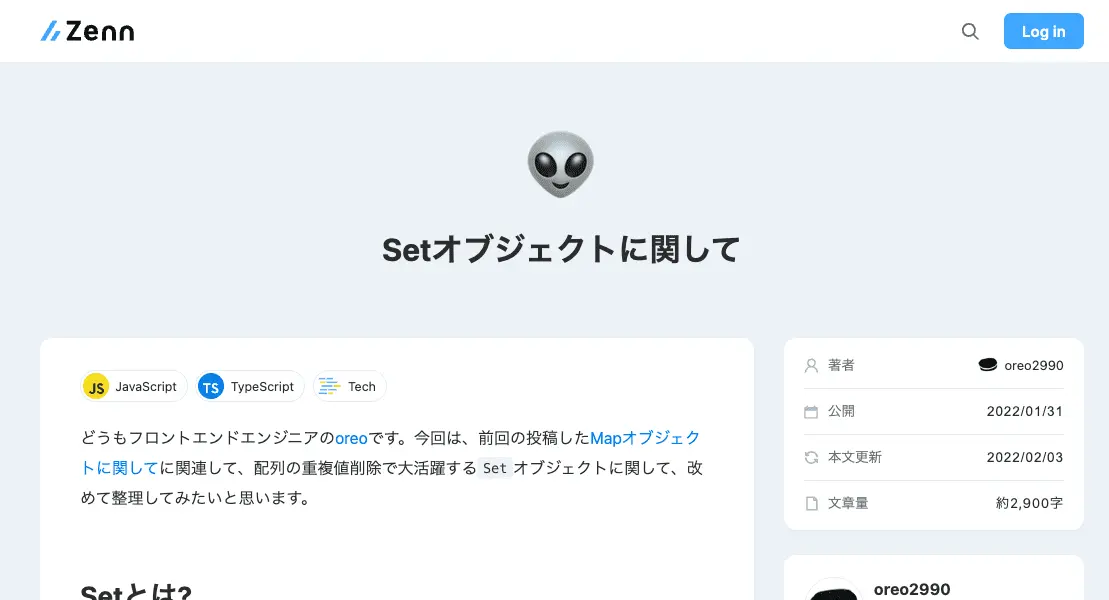 Zenn
Log in
Setオブジェクトに関して
JS JavaScript
TS TypeScript
Tech
どうもフロントエンドエンジニアのoreoです。今回は、前回の投稿したMapオブジェク
トに関してに関連して、配列の重複値削除で大活躍する Set オブジェクトに関して、改
めて整理してみたいと思います。
Setとは?
著者 oreo2990
公開 2022/01/31
本文更新 2022/02/03
文章量 約2,900字
oreo2990